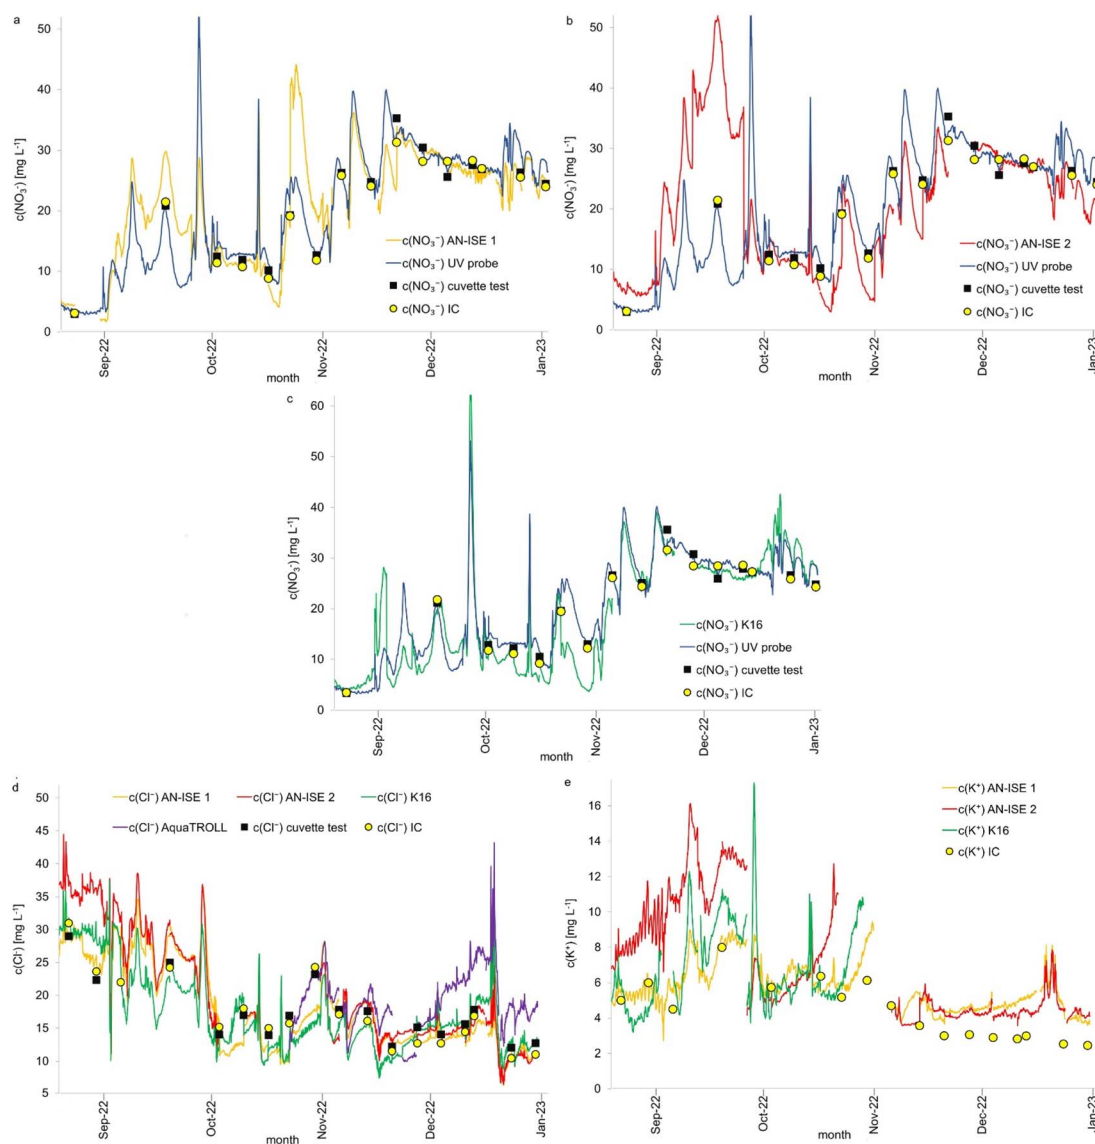 a
c(NO₃⁻) [mg L⁻¹]
50
40
30
20
10
0
c(NO₃⁻) AN-ISE 1
c(NO₃⁻) UV probe
c(NO₃⁻) cuvette test
c(NO₃⁻) IC
Sep-22
Oct-22
Nov-22
Dec-22
Jan-23
month
b
c(NO₃⁻) [mg L⁻¹]
50
40
30
20
10
0
c(NO₃⁻) AN-ISE 2
c(NO₃⁻) UV probe
c(NO₃⁻) cuvette test
c(NO₃⁻) IC
Sep-22
Oct-22
Nov-22
Dec-22
Jan-23
month
c
c(NO₃⁻) [mg L⁻¹]
60
50
40
30
20
10
0
c(NO₃⁻) K16
c(NO₃⁻) UV probe
c(NO₃⁻) cuvette test
c(NO₃⁻) IC
Sep-22
Oct-22
Nov-22
Dec-22
Jan-23
month
d
c(Cl⁻) [mg L⁻¹]
50
45
40
35
30
25
20
15
10
5
c(Cl⁻) AN-ISE 1
c(Cl⁻) AN-ISE 2
c(Cl⁻) K16
c(Cl⁻) AquaTROLL
c(Cl⁻) cuvette test
c(Cl⁻) IC
Sep-22
Oct-22
Nov-22
Dec-22
Jan-23
month
e
c(K⁺) [mg L⁻¹]
16
14
12
10
8
6
4
2
0
c(K⁺) AN-ISE 1
c(K⁺) AN-ISE 2
c(K⁺) K16
c(K⁺) IC
Sep-22
Oct-22
Nov-22
Dec-22
Jan-23
month